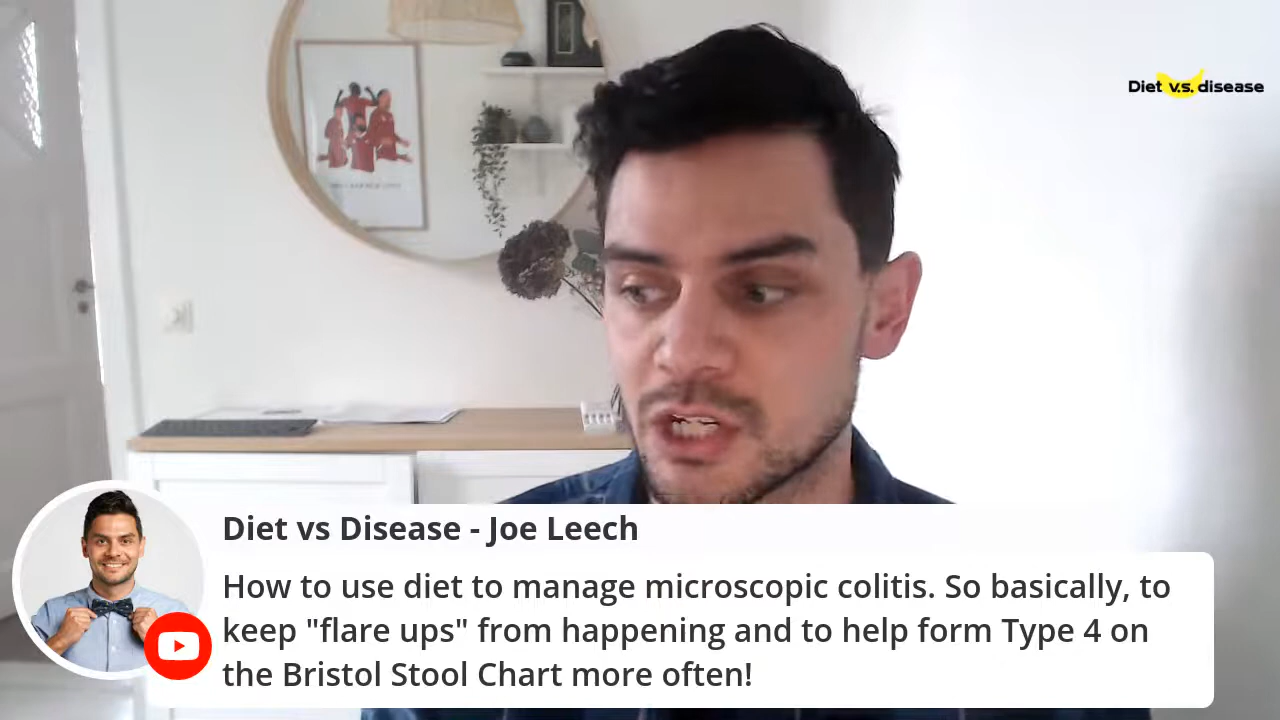 Diet v.s. disease
Diet vs Disease - Joe Leech
How to use diet to manage microscopic colitis. So basically, to
keep "flare ups" from happening and to help form Type 4 on
the Bristol Stool Chart more often!